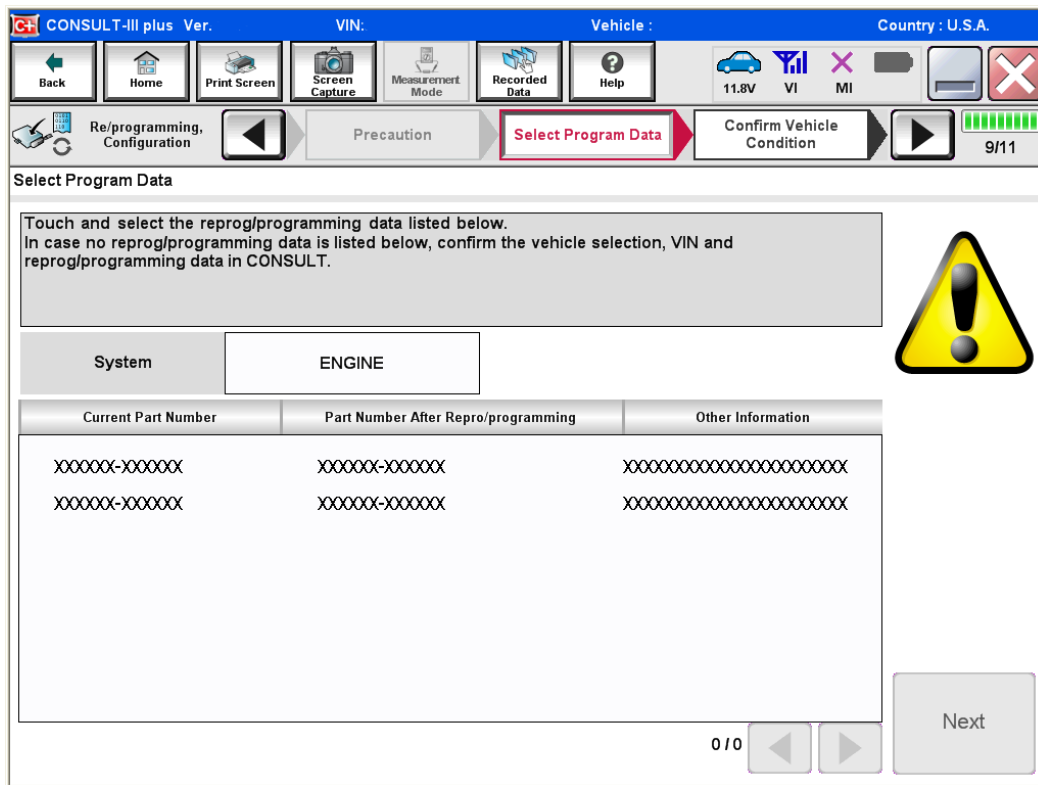 C+ CONSULT-III plus Ver. VIN: Vehicle : Country : U.S.A.
Back
Home
Print Screen
Screen Capture
Measurement Mode
Recorded Data
Help
11.8V VI MI
Re/programming,
Configuration
Precaution
Select Program Data
Confirm Vehicle
Condition
9/11
Select Program Data
Touch and select the reprog/programming data listed below.
In case no reprog/programming data is listed below, confirm the vehicle selection, VIN and
reprog/programming data in CONSULT.
System ENGINE
Current Part Number Part Number After Repro/programming Other Information
XXXXXX-XXXXXX XXXXXX-XXXXXX XXXXXXXXXXXXXXXXXXXXXX
XXXXXX-XXXXXX XXXXXX-XXXXXX XXXXXXXXXXXXXXXXXXXXXX
0/0
Next